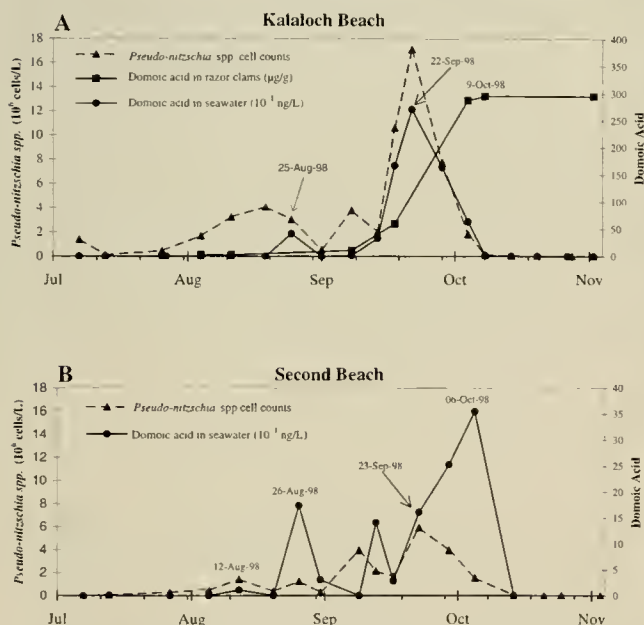 A Kalaloch Beach
Pseudo-nitzschia spp cell counts
Domoic acid in razor clams (µg/g)
Domoic acid in seawater (10⁻¹ ng/L)
22-Sep-98
9-Oct-98
25-Aug-98
Pseudo-nitzschia spp. (10⁶ cells/L)
18
16
14
12
10
8
6
4
2
0
400
350
300
250
200
150
100
50
0
Domoic Acid
Jul Aug Sep Oct Nov
B Second Beach
Pseudo-nitzschia spp cell counts
Domoic acid in seawater (10⁻¹ ng/L)
06-Oct-98
23-Sep-98
26-Aug-98
12-Aug-98
Pseudo-nitzschia spp. (10⁶ cells/L)
18
16
14
12
10
8
6
4
2
0
40
35
30
25
20
15
10
5
0
Domoic Acid
Jul Aug Sep Oct Nov